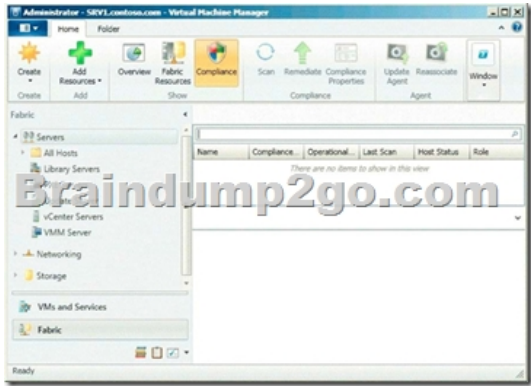 Administrator - SRV1.contoso.com - Virtual Machine Manager
Home Folder
Create
Add Resources
Overview
Fabric Resources
Compliance
Scan
Remediate
Compliance Properties
Update Agent
Reassociate
Window
Create Add Show Compliance Agent
Fabric
Servers
All Hosts
Library Servers
Name Compliance... Operational... Last Scan Host Status Role
There are no items to show in this view
Braindump2go.com
vCenter Servers
VMM Server
Networking
Storage
VMs and Services
Fabric
Ready